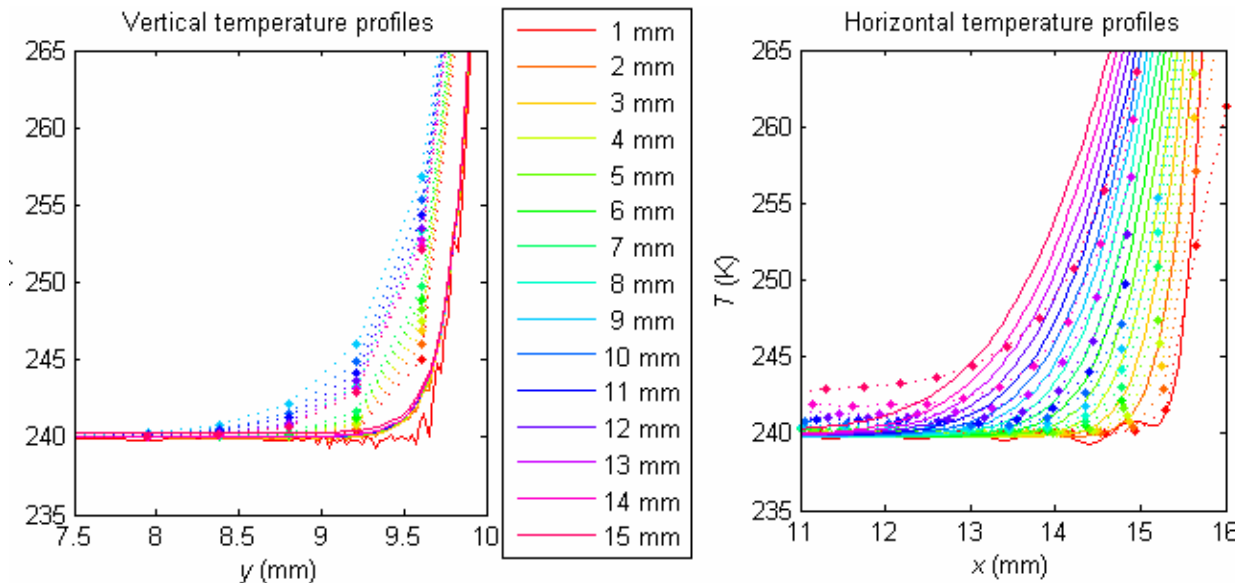 Vertical temperature profiles
265
260
255
250
245
240
235
7.5 8 8.5 9 9.5 10
y (mm)
1 mm
2 mm
3 mm
4 mm
5 mm
6 mm
7 mm
8 mm
9 mm
10 mm
11 mm
12 mm
13 mm
14 mm
15 mm
Horizontal temperature profiles
265
260
255
250
245
240
235
T (K)
11 12 13 14 15 16
x (mm)